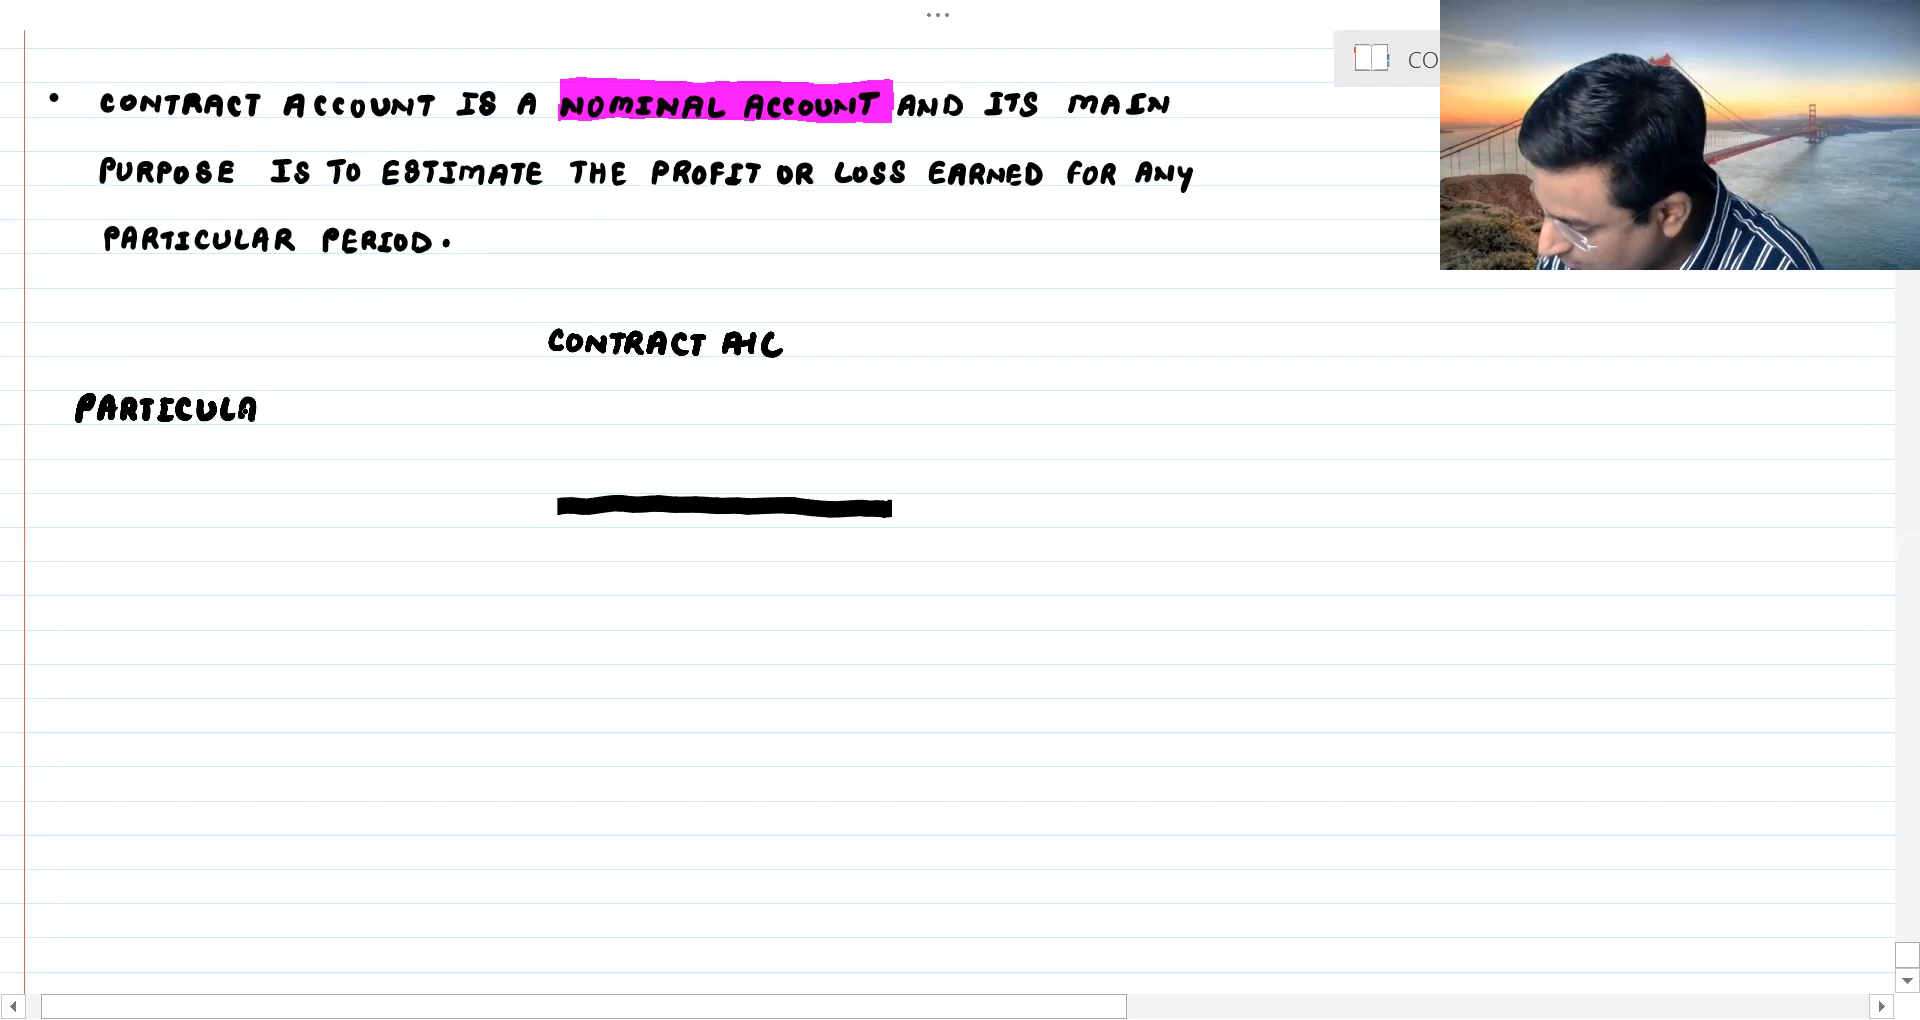 CO
• CONTRACT ACCOUNT IS A NOMINAL ACCOUNT AND ITS MAIN
PURPOSE IS TO ESTIMATE THE PROFIT OR LOSS EARNED FOR ANY
PARTICULAR PERIOD.
CONTRACT A/C
PARTICULA